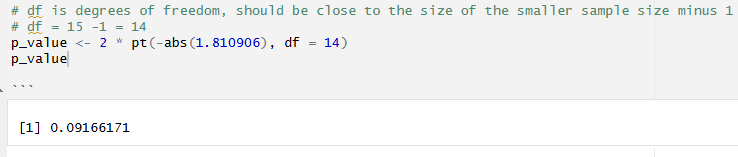 # df is degrees of freedom, should be close to the size of the smaller sample size minus 1
# df = 15 -1 = 14
p_value <- 2 * pt(-abs(1.810906), df = 14)
p_value
```
[1] 0.09166171